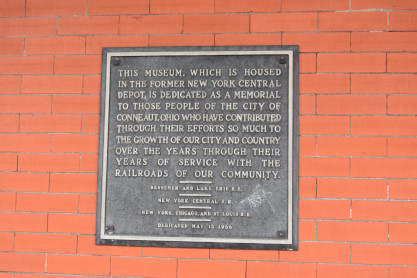 THIS MUSEUM, WHICH IS HOUSED
IN THE FORMER NEW YORK CENTRAL
DEPOT, IS DEDICATED AS A MEMORIAL
TO THOSE PEOPLE OF THE CITY OF
CONNEAUT, OHIO WHO HAVE CONTRIBUTED
THROUGH THEIR EFFORTS SO MUCH TO
THE GROWTH OF OUR CITY AND COUNTRY
OVER THE YEARS THROUGH THEIR
YEARS OF SERVICE WITH THE
RAILROADS OF OUR COMMUNITY.
BESSEMER AND LAKE ERIE R.R.
NEW YORK CENTRAL R.R.
NEW YORK, CHICAGO, AND ST LOUIS R.R.
DEDICATED MAY 15 1966